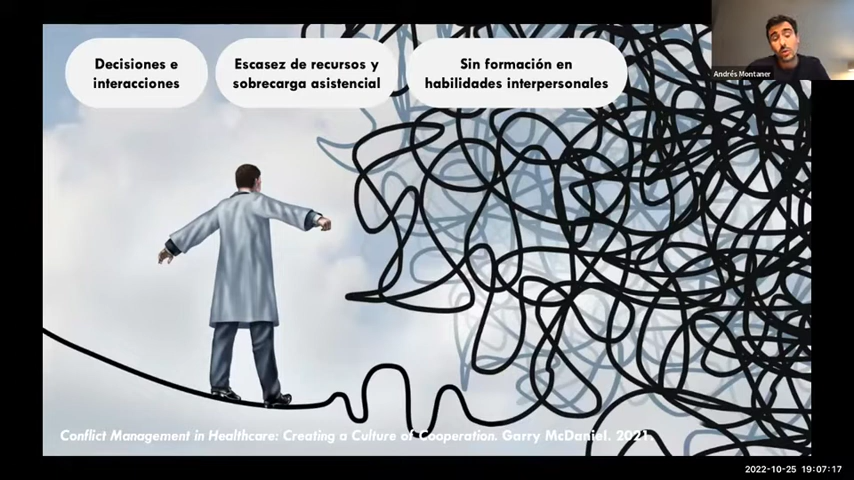 Decisiones e
interacciones
Escasez de recursos y
sobrecarga asistencial
Sin formación en
habilidades interpersonales
Andrés Montaner
Conflict Management in Healthcare: Creating a Culture of Cooperation. Garry McDaniel. 2021.
2022-10-25 19:07:17